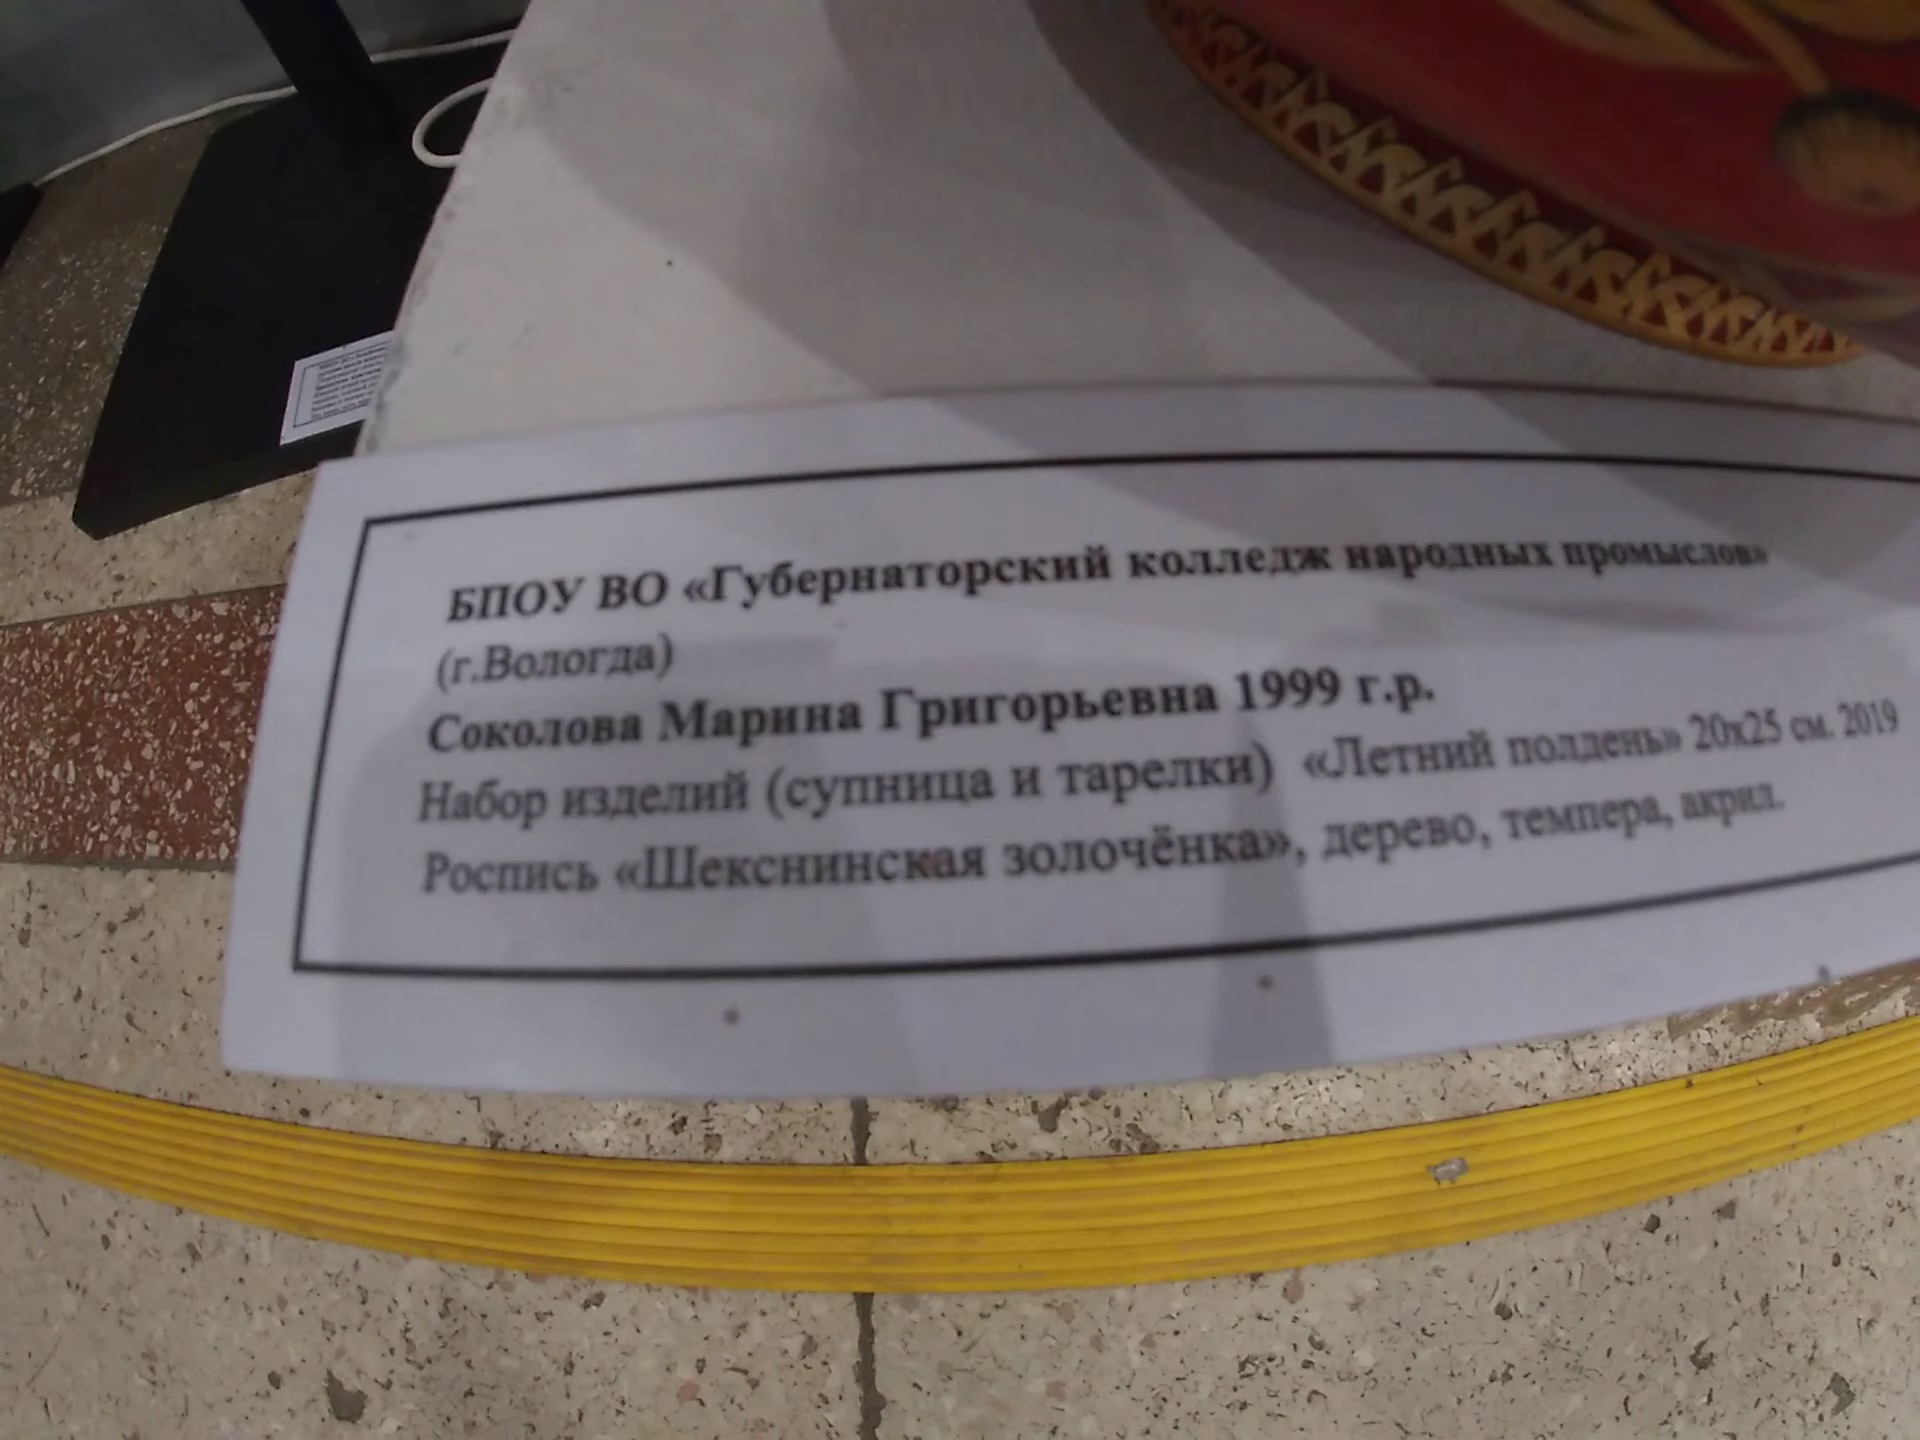 БПОУ ВО «Губернаторский колледж народных промыслов»
(г.Вологда)
Соколова Марина Григорьевна 1999 г.р.
Набор изделий (супница и тарелки) «Летний полдень» 20х25 см. 2019
Роспись «Шекснинская золочёнка», дерево, темпера, акрил.